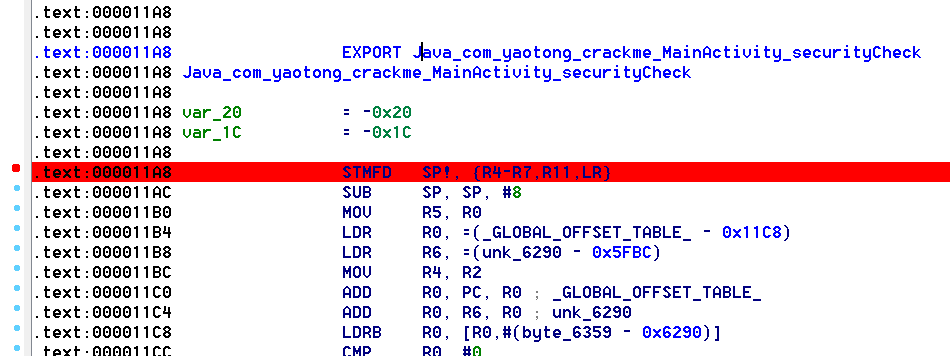 .text:000011A8
.text:000011A8
.text:000011A8 EXPORT Java_com_yaotong_crackme_MainActivity_securityCheck
.text:000011A8 Java_com_yaotong_crackme_MainActivity_securityCheck
.text:000011A8
.text:000011A8 var_20 = -0x20
.text:000011A8 var_1C = -0x1C
.text:000011A8
.text:000011A8 STMFD SP!, {R4-R7,R11,LR}
.text:000011AC SUB SP, SP, #8
.text:000011B0 MOV R5, R0
.text:000011B4 LDR R0, =(_GLOBAL_OFFSET_TABLE_ - 0x11C8)
.text:000011B8 LDR R6, =(unk_6290 - 0x5FBC)
.text:000011BC MOV R4, R2
.text:000011C0 ADD R0, PC, R0 ; _GLOBAL_OFFSET_TABLE_
.text:000011C4 ADD R0, R6, R0 ; unk_6290
.text:000011C8 LDRB R0, [R0,#(byte_6359 - 0x6290)]
.text:000011CC CMP R0, #0